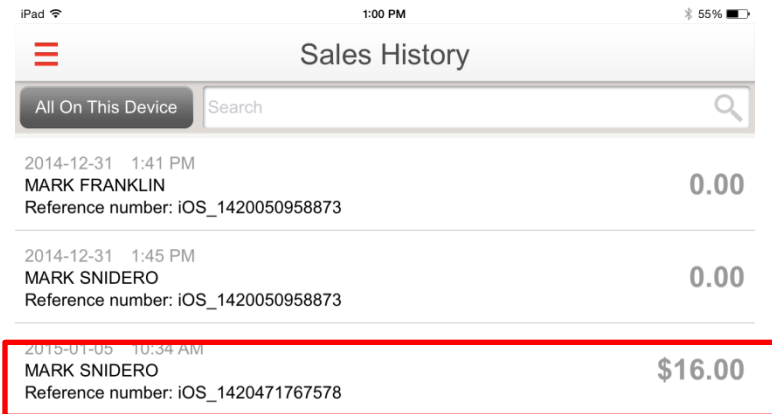 iPad 1:00 PM 55%
Sales History
All On This Device Search
2014-12-31 1:41 PM
MARK FRANKLIN 0.00
Reference number: iOS_1420050958873
2014-12-31 1:45 PM
MARK SNIDERO 0.00
Reference number: iOS_1420050958873
2015-01-05 10:34 AM
MARK SNIDERO $16.00
Reference number: iOS_1420471767578